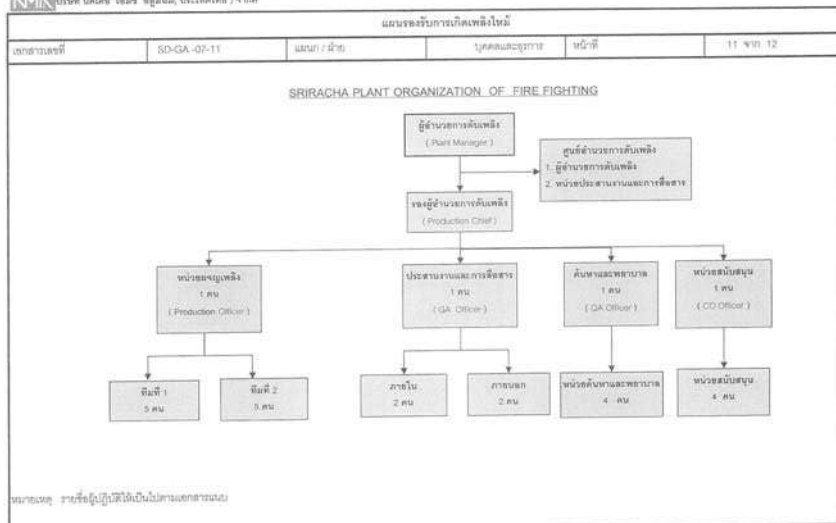 แผนรองรับการเกิดเพลิงไหม้
เอกสารเลขที่ SD-GA-07-11 แผนก / ฝ่าย บุคคลและธุรการ หน้าที่ 11 จาก 12
SRIRACHA PLANT ORGANIZATION OF FIRE FIGHTING
ผู้อำนวยการดับเพลิง
( Plant Manager )
ศูนย์อำนวยการดับเพลิง
1. ผู้อำนวยการดับเพลิง
2. หน่วยประสานงานและการสื่อสาร
รองผู้อำนวยการดับเพลิง
( Production Chief )
หน่วยผจญเพลิง
1 คน
( Production Officer )
ประสานงานและการสื่อสาร
1 คน
( QA Officer )
ค้นหาและพยาบาล
1 คน
( QA Officer )
หน่วยสนับสนุน
1 คน
( CO Officer )
ทีมที่ 1
5 คน
ทีมที่ 2
5 คน
ภายใน
2 คน
ภายนอก
2 คน
หน่วยค้นหาและพยาบาล
4 คน
หน่วยสนับสนุน
4 คน
หมายเหตุ รายชื่อผู้ปฏิบัติให้เป็นไปตามเอกสารแนบ